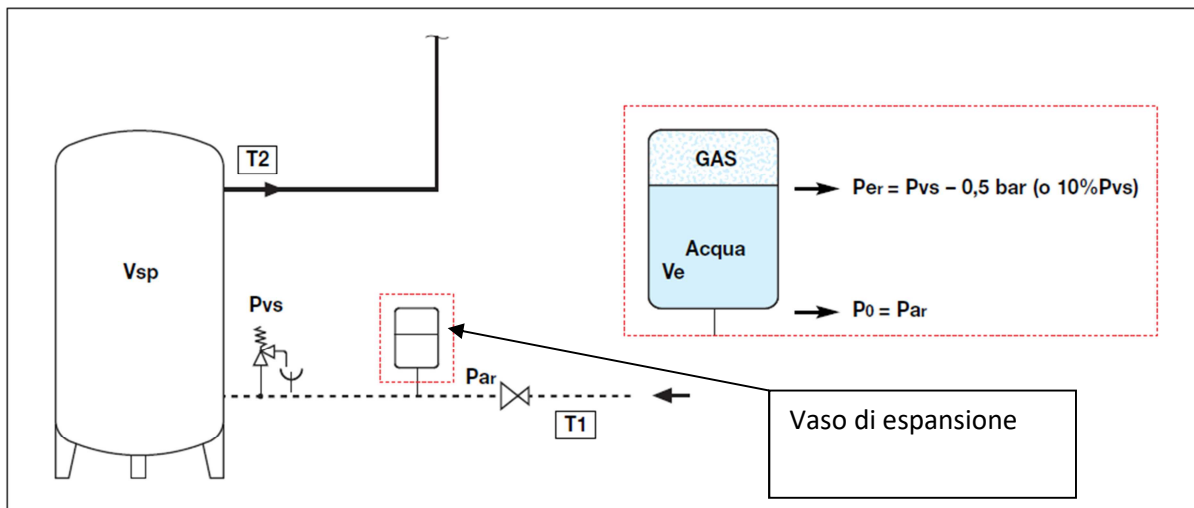 T2
Vsp
Pvs
Par
T1
GAS
Acqua
Ve
Per = Pvs – 0,5 bar (o 10%Pvs)
P0 = Par
Vaso di espansione